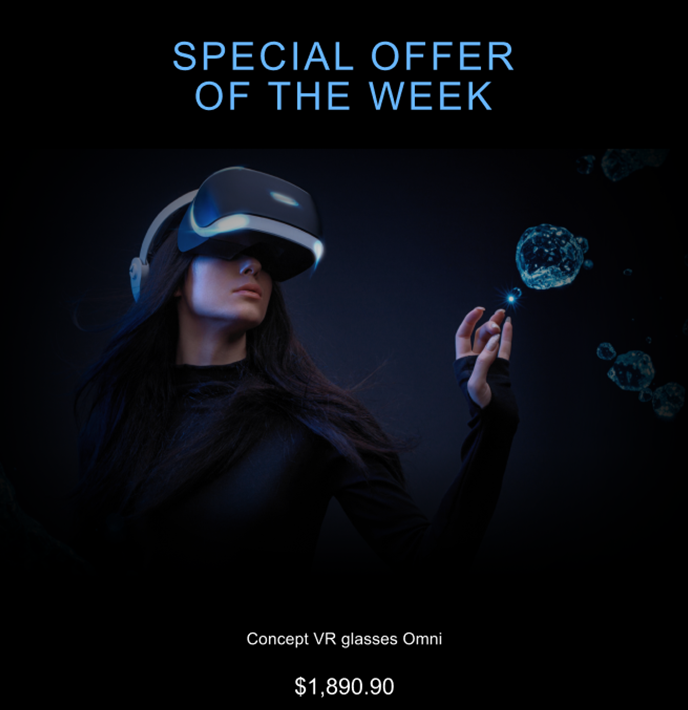 SPECIAL OFFER
OF THE WEEK
Concept VR glasses Omni
$1,890.90